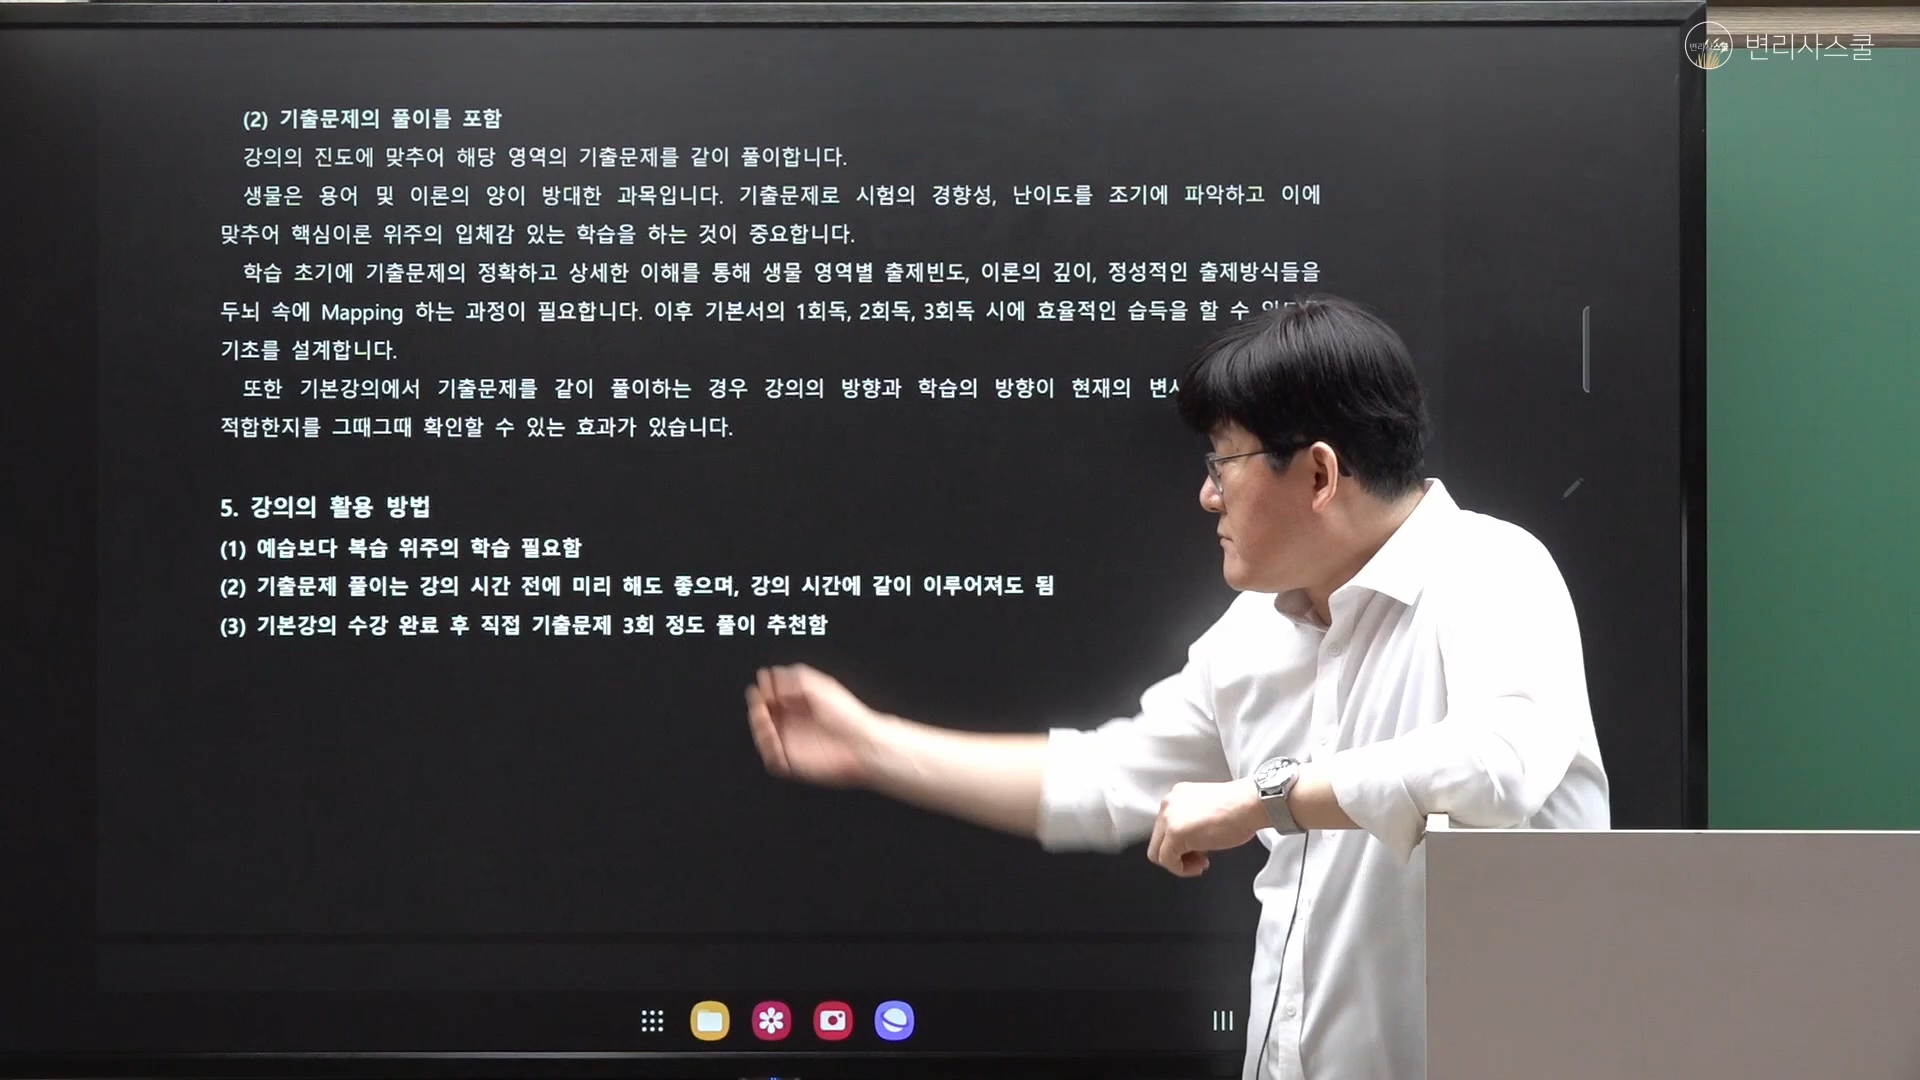 변리사스쿨
변리사스쿨
(2) 기출문제의 풀이를 포함
강의의 진도에 맞추어 해당 영역의 기출문제를 같이 풀이합니다.
생물은 용어 및 이론의 양이 방대한 과목입니다. 기출문제로 시험의 경향성, 난이도를 조기에 파악하고 이에
맞추어 핵심이론 위주의 입체감 있는 학습을 하는 것이 중요합니다.
학습 초기에 기출문제의 정확하고 상세한 이해를 통해 생물 영역별 출제빈도, 이론의 깊이, 정성적인 출제방식들을
두뇌 속에 Mapping 하는 과정이 필요합니다. 이후 기본서의 1회독, 2회독, 3회독 시에 효율적인 습득을 할 수
기초를 설계합니다.
또한 기본강의에서 기출문제를 같이 풀이하는 경우 강의의 방향과 학습의 방향이 현재의
적합한지를 그때그때 확인할 수 있는 효과가 있습니다.
5. 강의의 활용 방법
(1) 예습보다 복습 위주의 학습 필요함
(2) 기출문제 풀이는 강의 시간 전에 미리 해도 좋으며, 강의 시간에 같이 이루어져도 됨
(3) 기본강의 수강 완료 후 직접 기출문제 3회 정도 풀이 추천함